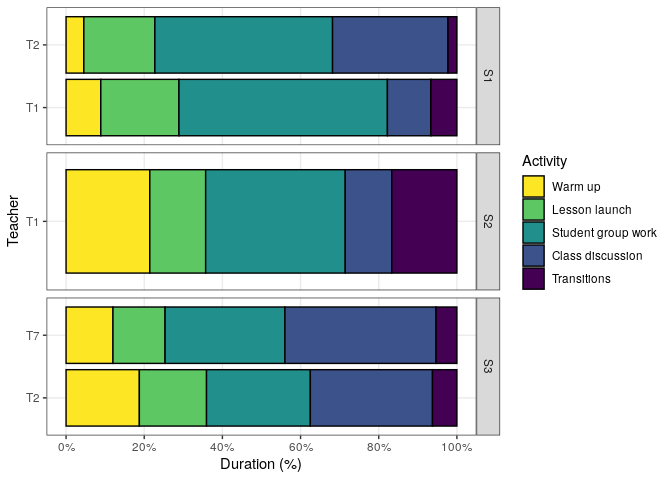 T2
T1
S1
T1
S2
T7
T2
S3
0%
20%
40%
60%
80%
100%
Duration (%)
Teacher
Activity
Warm up
Lesson launch
Student group work
Class discussion
Transitions